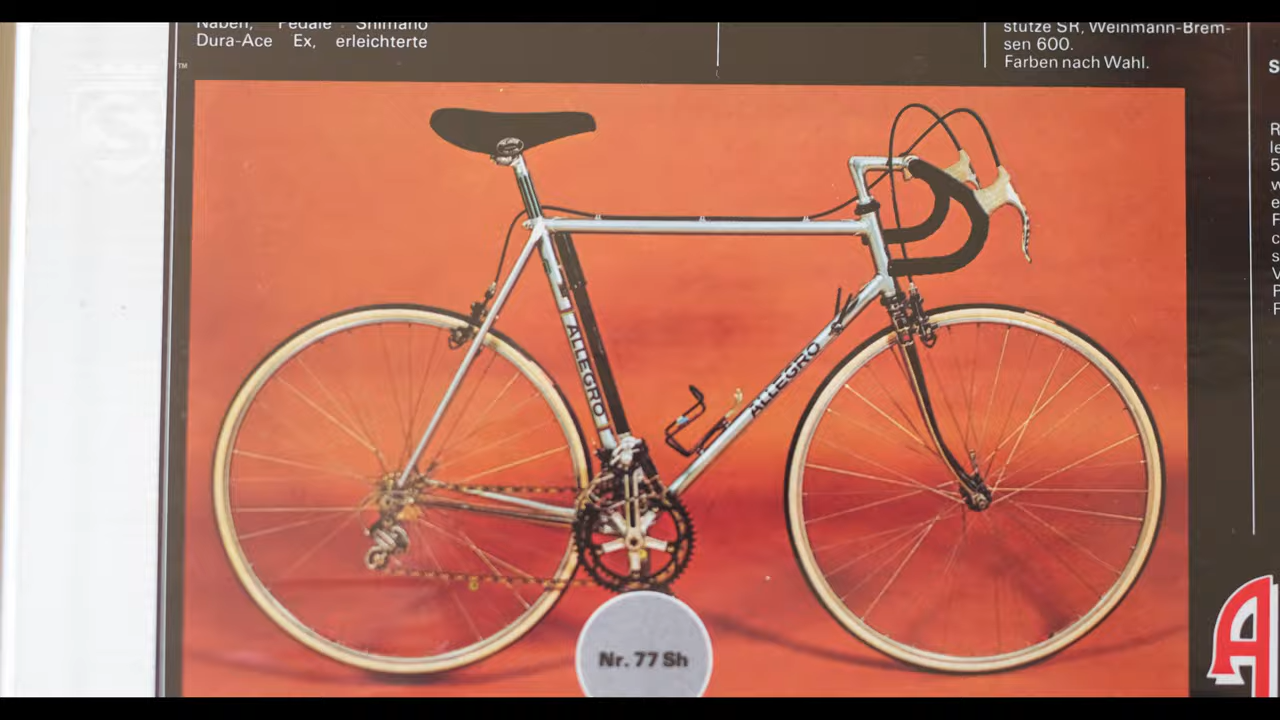 Naben, Pedale Shimano
Dura-Ace Ex, erleichterte
stütze SR, Weinmann-Brem-
sen 600.
Farben nach Wahl.
TM
ALLEGRO
ALLEGRO
Nr. 77 Sh
A